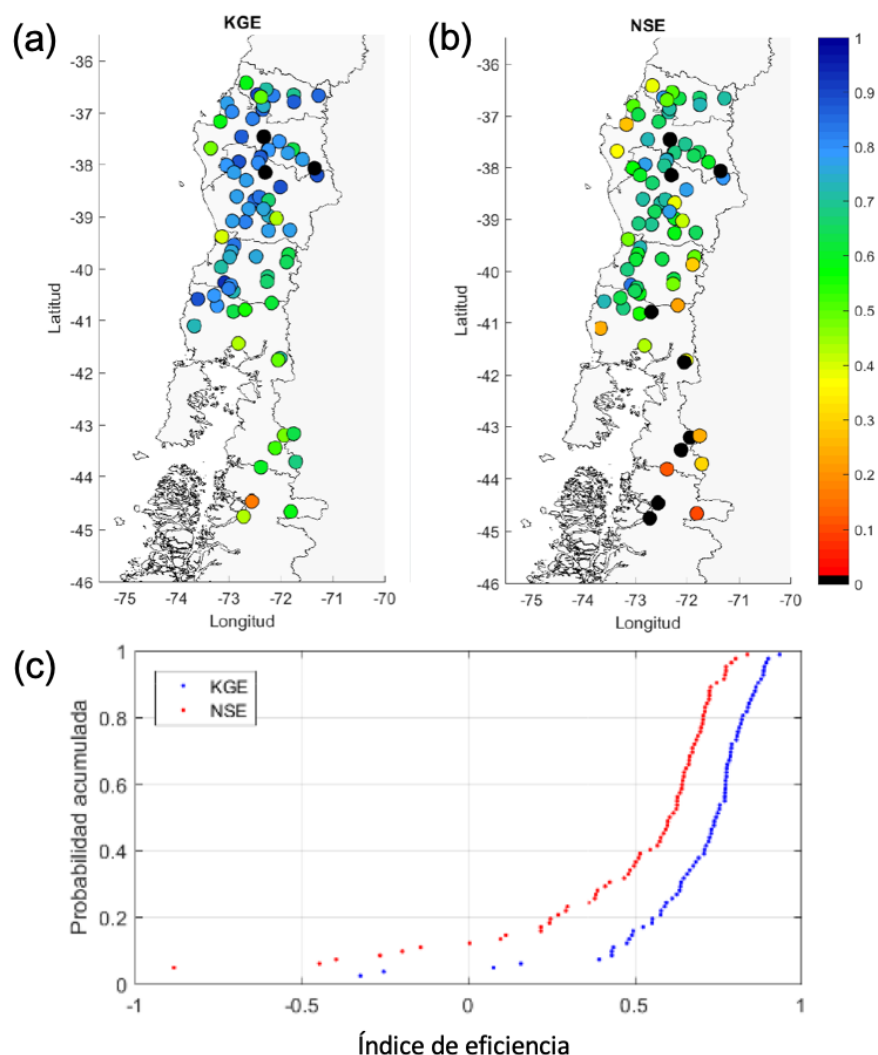 (a)
KGE
(b)
NSE
-36
-37
-38
-39
-40
-41
-42
-43
-44
-45
-46
Latitud
-75 -74 -73 -72 -71 -70
Longitud
-36
-37
-38
-39
-40
-41
-42
-43
-44
-45
-46
Latitud
-75 -74 -73 -72 -71 -70
Longitud
1
0.9
0.8
0.7
0.6
0.5
0.4
0.3
0.2
0.1
0
(c)
1
0.8
0.6
0.4
0.2
0
Probabilidad acumulada
KGE
NSE
-1 -0.5 0 0.5 1
Índice de eficiencia